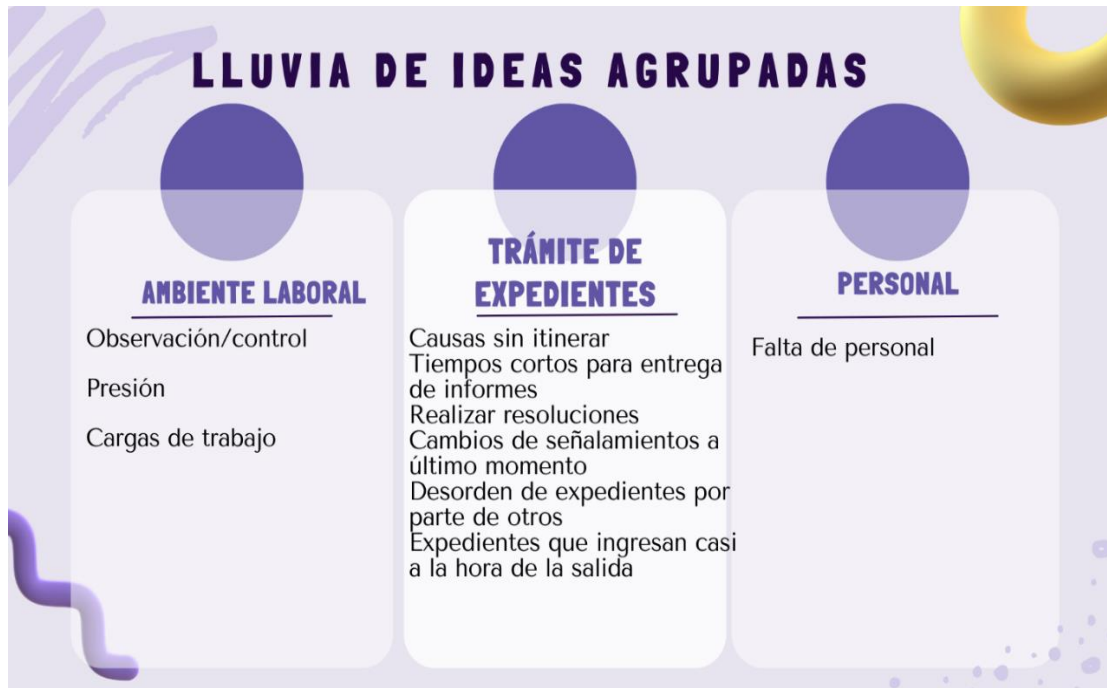 LLUVIA DE IDEAS AGRUPADAS
AMBIENTE LABORAL
Observación/control
Presión
Cargas de trabajo
TRÁMITE DE
EXPEDIENTES
Causas sin itinerar
Tiempos cortos para entrega
de informes
Realizar resoluciones
Cambios de señalamientos a
último momento
Desorden de expedientes por
parte de otros
Expedientes que ingresan casi
a la hora de la salida
PERSONAL
Falta de personal